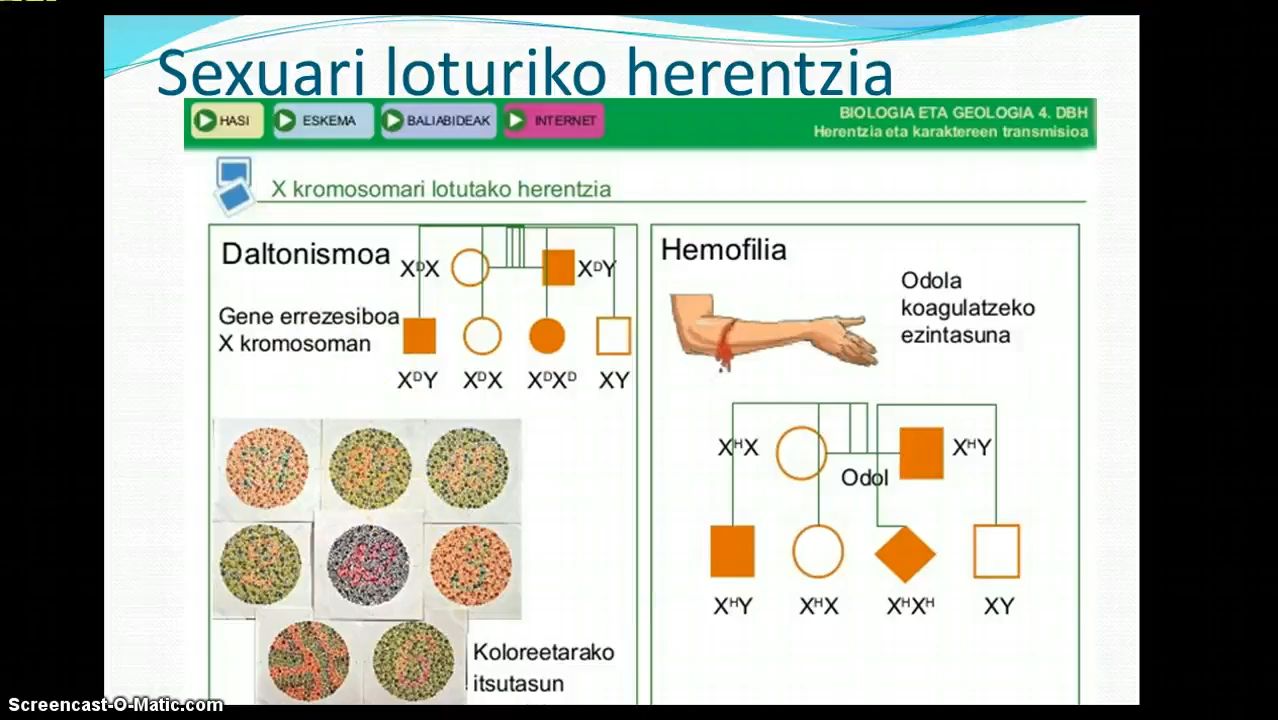 Sexuari loturiko herentzia
HASI
ESKEMA
BALIABIDEAK
INTERNET
BIOLOGIA ETA GEOLOGIA 4. DBH
Herentzia eta karaktereen transmisioa
X kromosomari lotutako herentzia
Daltonismoa
XᴰX
XᴰY
Gene errezesiboa
X kromosoman
XᴰY XᴰX XᴰXᴰ XY
Koloreetarako
itsutasun
Hemofilia
Odola
koagulatzeko
ezintasuna
XᴴX
XᴴY
Odol
XᴴY XᴴX XᴴXᴴ XY
Screencast-O-Matic.com